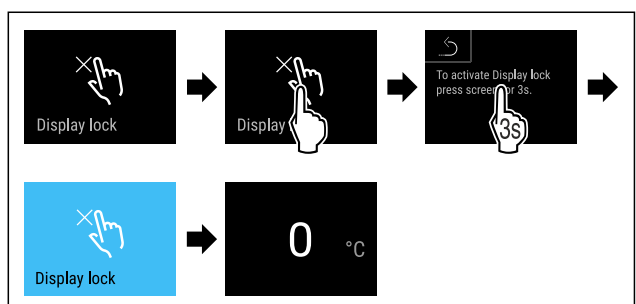 Display lock
Display
To activate Display lock
press screen for 3s.
3s
Display lock
0 °C